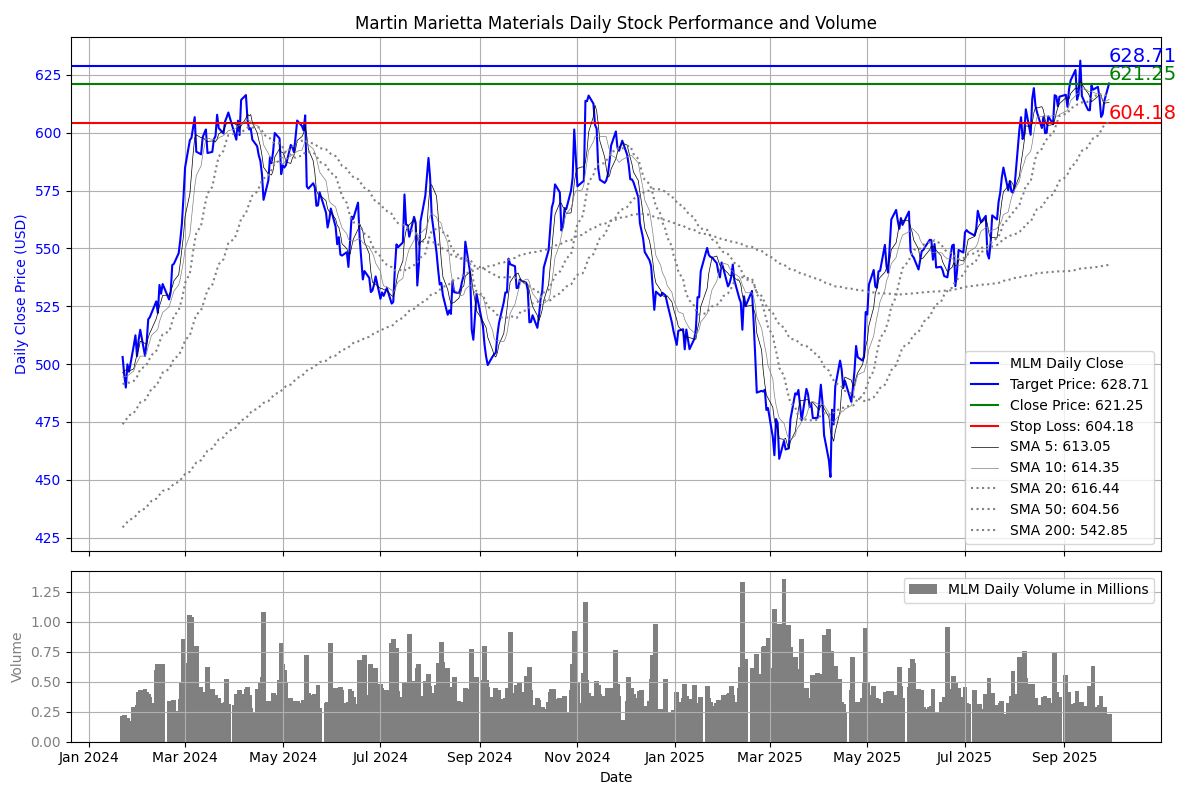 Martin Marietta Materials Daily Stock Performance and Volume
Daily Close Price (USD)
625
600
575
550
525
500
475
450
425
628.71
621.25
604.18
MLM Daily Close
Target Price: 628.71
Close Price: 621.25
Stop Loss: 604.18
SMA 5: 613.05
SMA 10: 614.35
SMA 20: 616.44
SMA 50: 604.56
SMA 200: 542.85
Volume
1.25
1.00
0.75
0.50
0.25
0.00
MLM Daily Volume in Millions
Jan 2024
Mar 2024
May 2024
Jul 2024
Sep 2024
Nov 2024
Jan 2025
Mar 2025
May 2025
Jul 2025
Sep 2025
Date